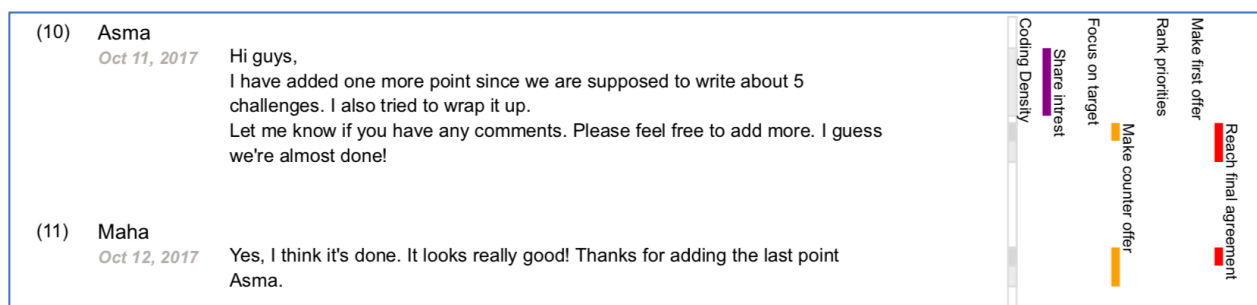 (10) Asma
Oct 11, 2017 Hi guys,
I have added one more point since we are supposed to write about 5
challenges. I also tried to wrap it up.
Let me know if you have any comments. Please feel free to add more. I guess
we're almost done!
(11) Maha
Oct 12, 2017 Yes, I think it's done. It looks really good! Thanks for adding the last point
Asma.
Coding Density
Share intrest
Focus on target
Make counter offer
Rank priorities
Make first offer
Reach final agreement